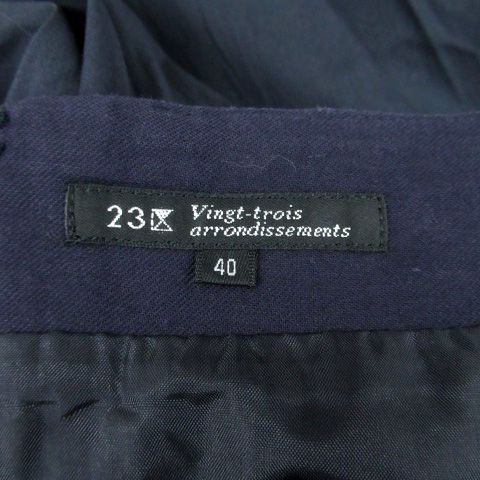 23区 Vingt-trois
arrondissements
40